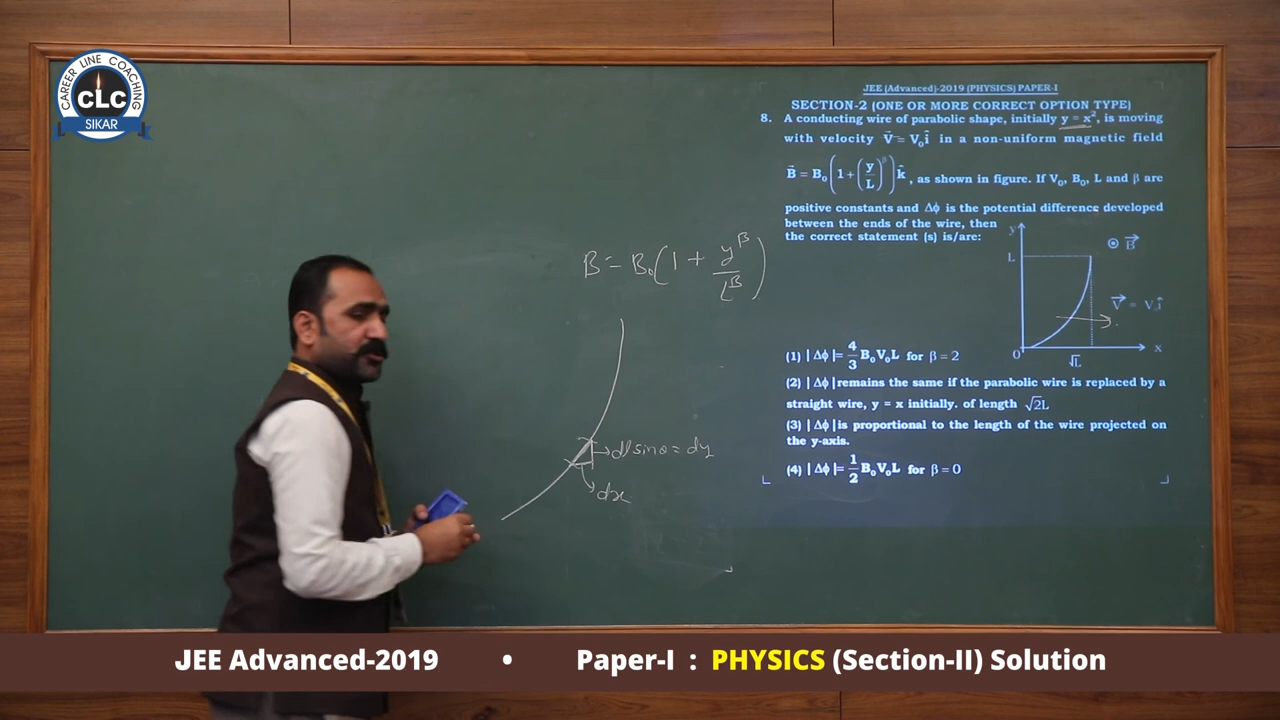 CAREER LINE COACHING
CLC
SIKAR
JEE (Advanced)-2019 (PHYSICS) PAPER-I
SECTION-2 (ONE OR MORE CORRECT OPTION TYPE)
8. A conducting wire of parabolic shape, initially y = x², is moving
with velocity V⃗ = V₀î in a non-uniform magnetic field
B⃗ = B₀(1+(y/L)^β)k̂, as shown in figure. If V₀, B₀, L and β are
positive constants and Δϕ is the potential difference developed
between the ends of the wire, then
the correct statement (s) is/are:
y
L
B⃗
V⃗ = V₀î
0
√L
x
(1) | Δϕ |= 4/3 B₀V₀L for β = 2
(2) | Δϕ | remains the same if the parabolic wire is replaced by a
straight wire, y = x initially. of length √2L
(3) | Δϕ | is proportional to the length of the wire projected on
the y-axis.
(4) | Δϕ |= 1/2 B₀V₀L for β = 0
B = B₀(1 + y^β/L^β)
dl sinθ = dy
dx
JEE Advanced-2019 • Paper-I : PHYSICS (Section-II) Solution